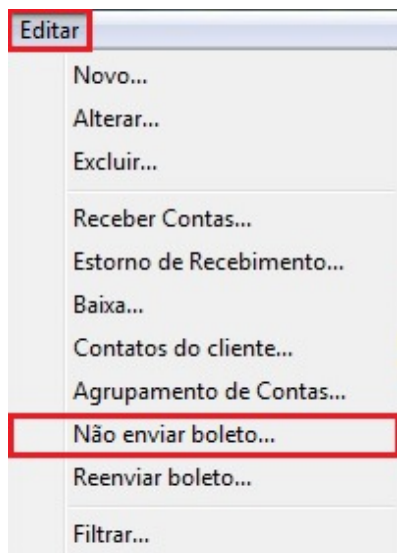 Editar
Novo...
Alterar...
Excluir...
Receber Contas...
Estorno de Recebimento...
Baixa...
Contatos do cliente...
Agrupamento de Contas...
Não enviar boleto...
Reenviar boleto...
Filtrar...